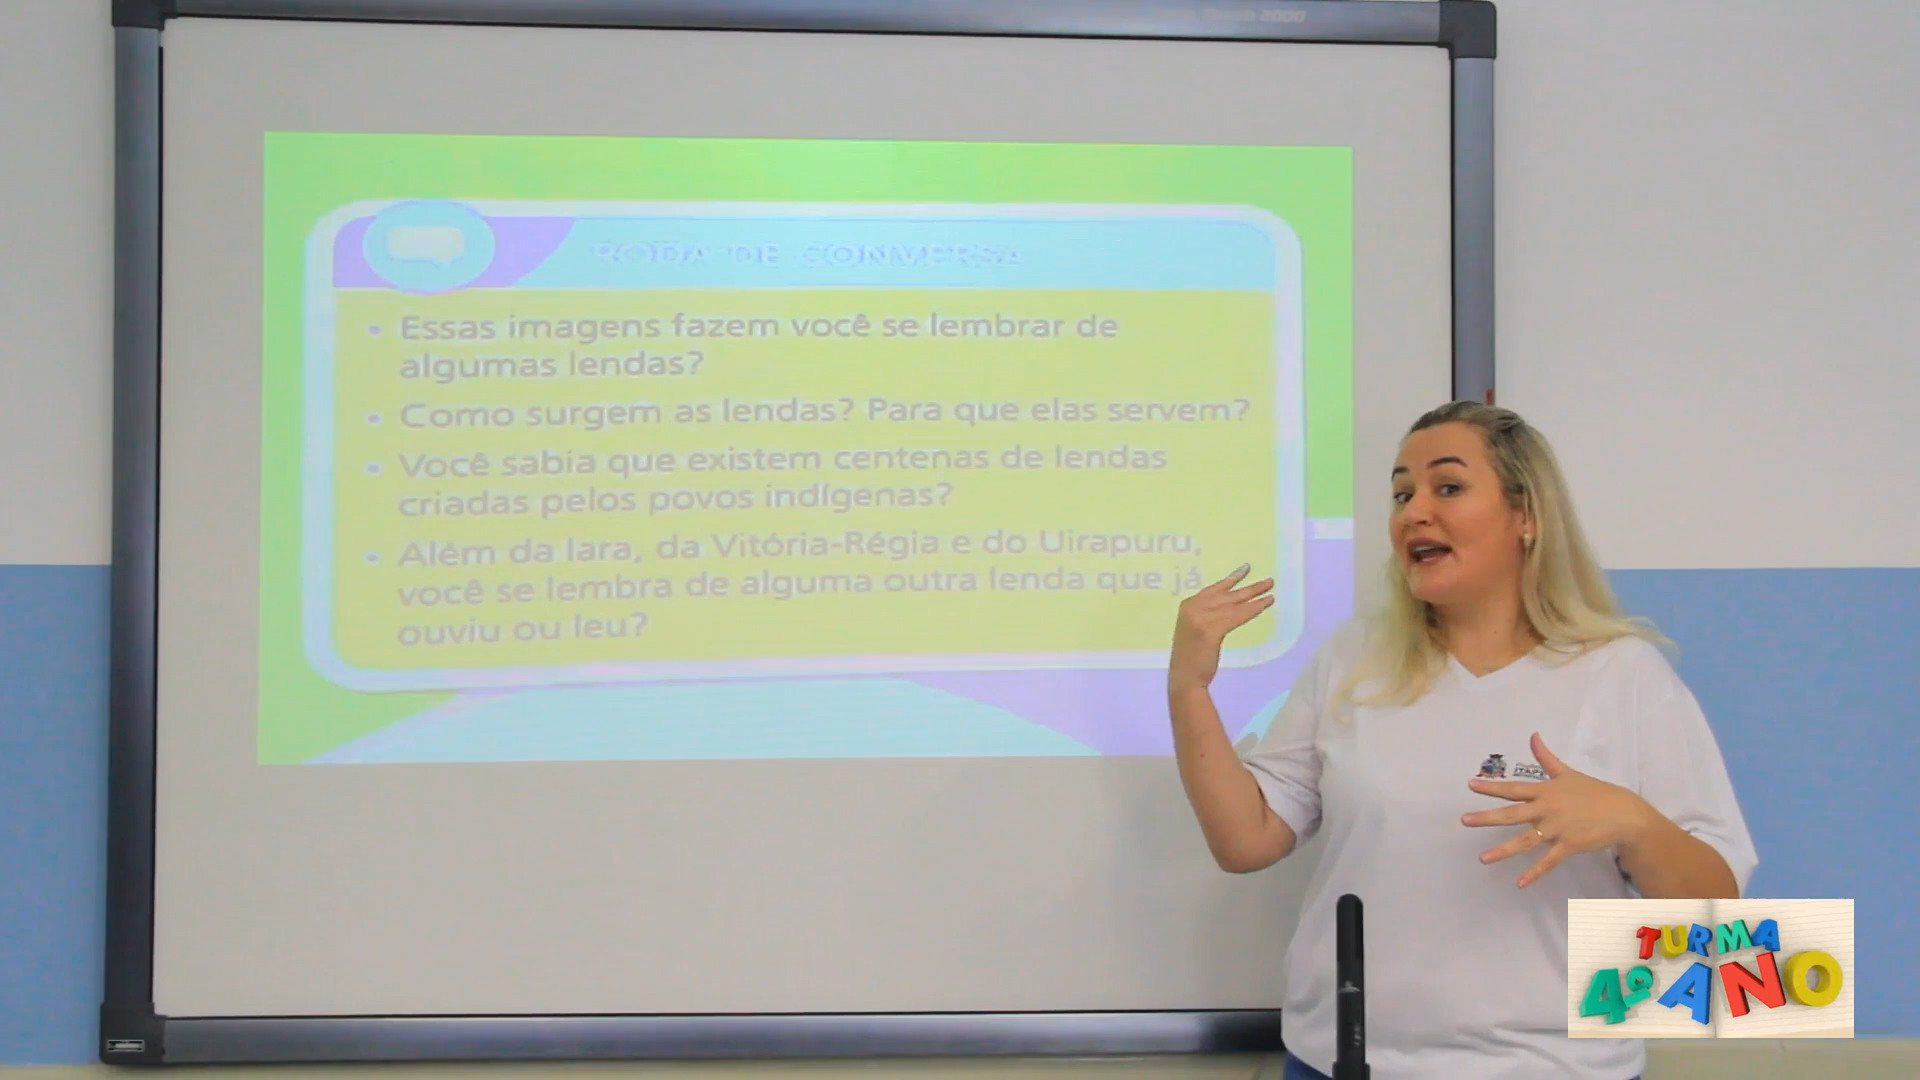 RODA DE CONVERSA
• Essas imagens fazem você se lembrar de
algumas lendas?
• Como surgem as lendas? Para que elas servem?
• Você sabia que existem centenas de lendas
criadas pelos povos indígenas?
• Além da Iara, da Vitória-Régia e do Uirapuru,
você se lembra de alguma outra lenda que já
ouviu ou leu?
TURMA
4º ANO